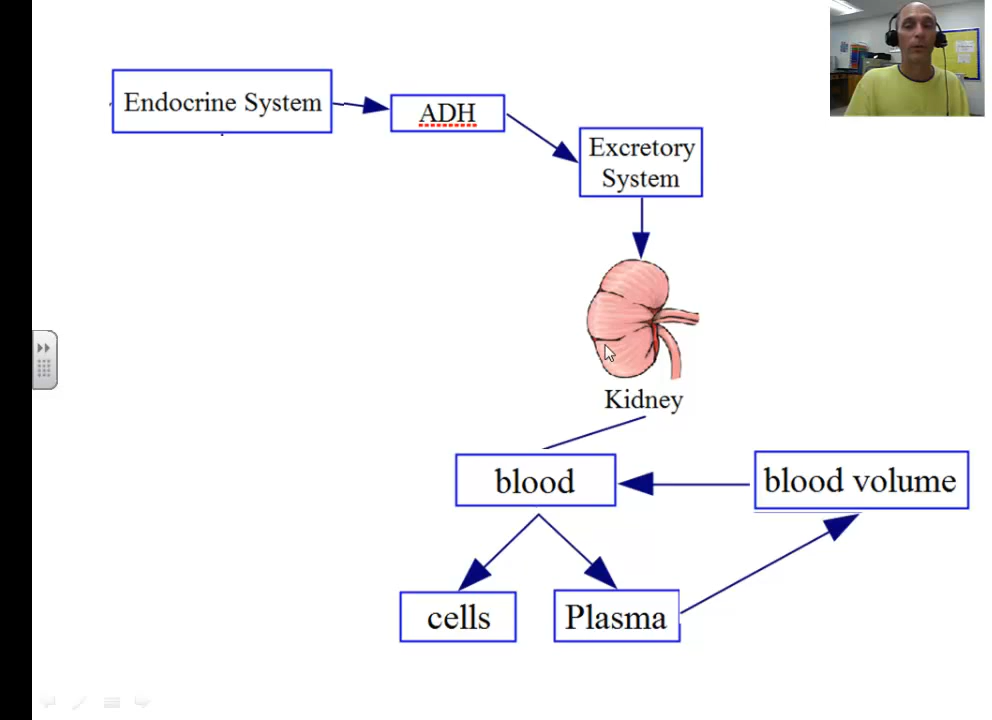 Endocrine System
ADH
Excretory
System
Kidney
blood
blood volume
cells
Plasma